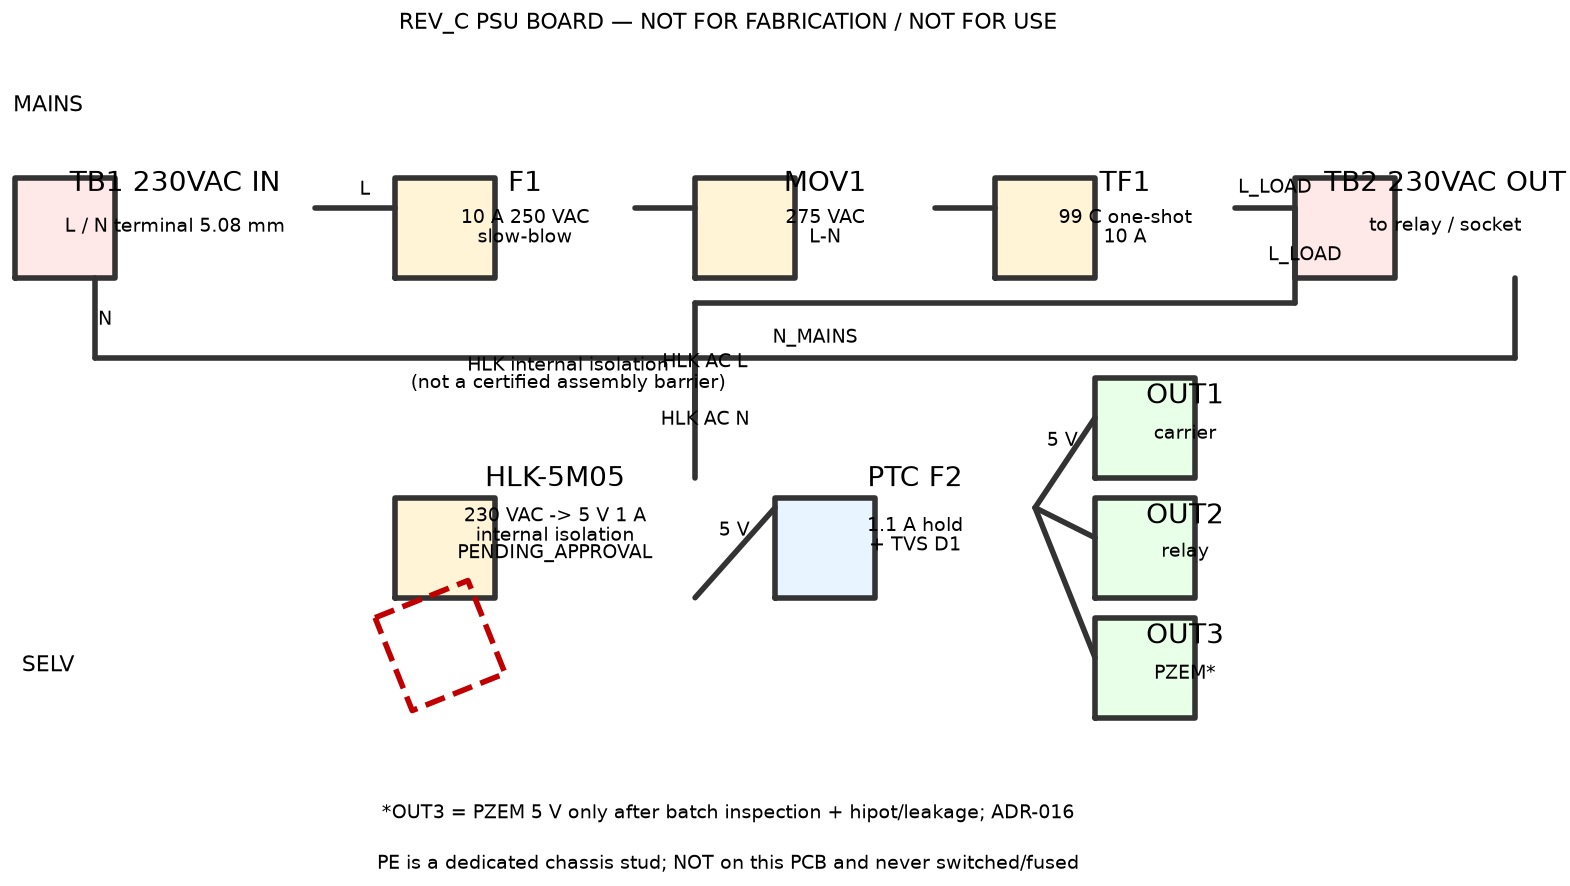 REV_C PSU BOARD — NOT FOR FABRICATION / NOT FOR USE
MAINS
TB1 230VAC IN
L / N terminal 5.08 mm
L
F1
10 A 250 VAC
slow-blow
MOV1
275 VAC
L-N
TF1
99 C one-shot
10 A
L_LOAD
TB2 230VAC OUT
to relay / socket
L_LOAD
N
N_MAINS
HLK internal isolation
(not a certified assembly barrier)
HLK AC L
HLK AC N
HLK-5M05
230 VAC -> 5 V 1 A
internal isolation
PENDING_APPROVAL
5 V
PTC F2
1.1 A hold
+ TVS D1
5 V
OUT1
carrier
OUT2
relay
OUT3
PZEM*
SELV
*OUT3 = PZEM 5 V only after batch inspection + hipot/leakage; ADR-016
PE is a dedicated chassis stud; NOT on this PCB and never switched/fused